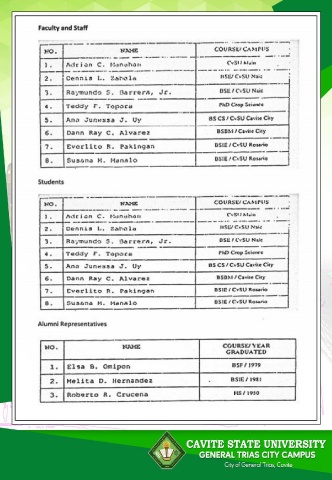 Faculty and Staff
NO. NAME COURSE/ CAMPUS
1. Adrian C. Manahan CvSU Main
2. Dennis L. Zabala BSE/ CvSU Naic
3. Raymundo S. Barrera, Jr. BSE / CvSU Naic
4. Teddy F. Topora PhD Crop Science
5. Ana Junessa J. Uy BS CS / CvSU Cavite City
6. Dann Ray C. Alvarez BSBM / Cavite City
7. Everlito R. Pakingan BSIE / CvSU Rosario
8. Susana M. Manalo BSIE / CvSU Rosario
Students
NO. NAME COURSE/ CAMPUS
1. Adrian C. Manahan CvSU Main
2. Dennis L. Zabala BSE/ CvSU Naic
3. Raymundo S. Barrera, Jr. BSE / CvSU Naic
4. Teddy F. Topora PhD Crop Science
5. Ana Junessa J. Uy BS CS / CvSU Cavite City
6. Dann Ray C. Alvarez BSBM / Cavite City
7. Everlito R. Pakingan BSIE / CvSU Rosario
8. Susana M. Manalo BSIE / CvSU Rosario
Alumni Representatives
NO. NAME COURSE/ YEAR
GRADUATED
1. Elsa B. Omipon BSF / 1979
2. Melita D. Hernandez BSIE / 1981
3. Roberto R. Crucena HS / 1950
CAVITE STATE UNIVERSITY
GENERAL TRIAS CITY CAMPUS
City of General Trias, Cavite